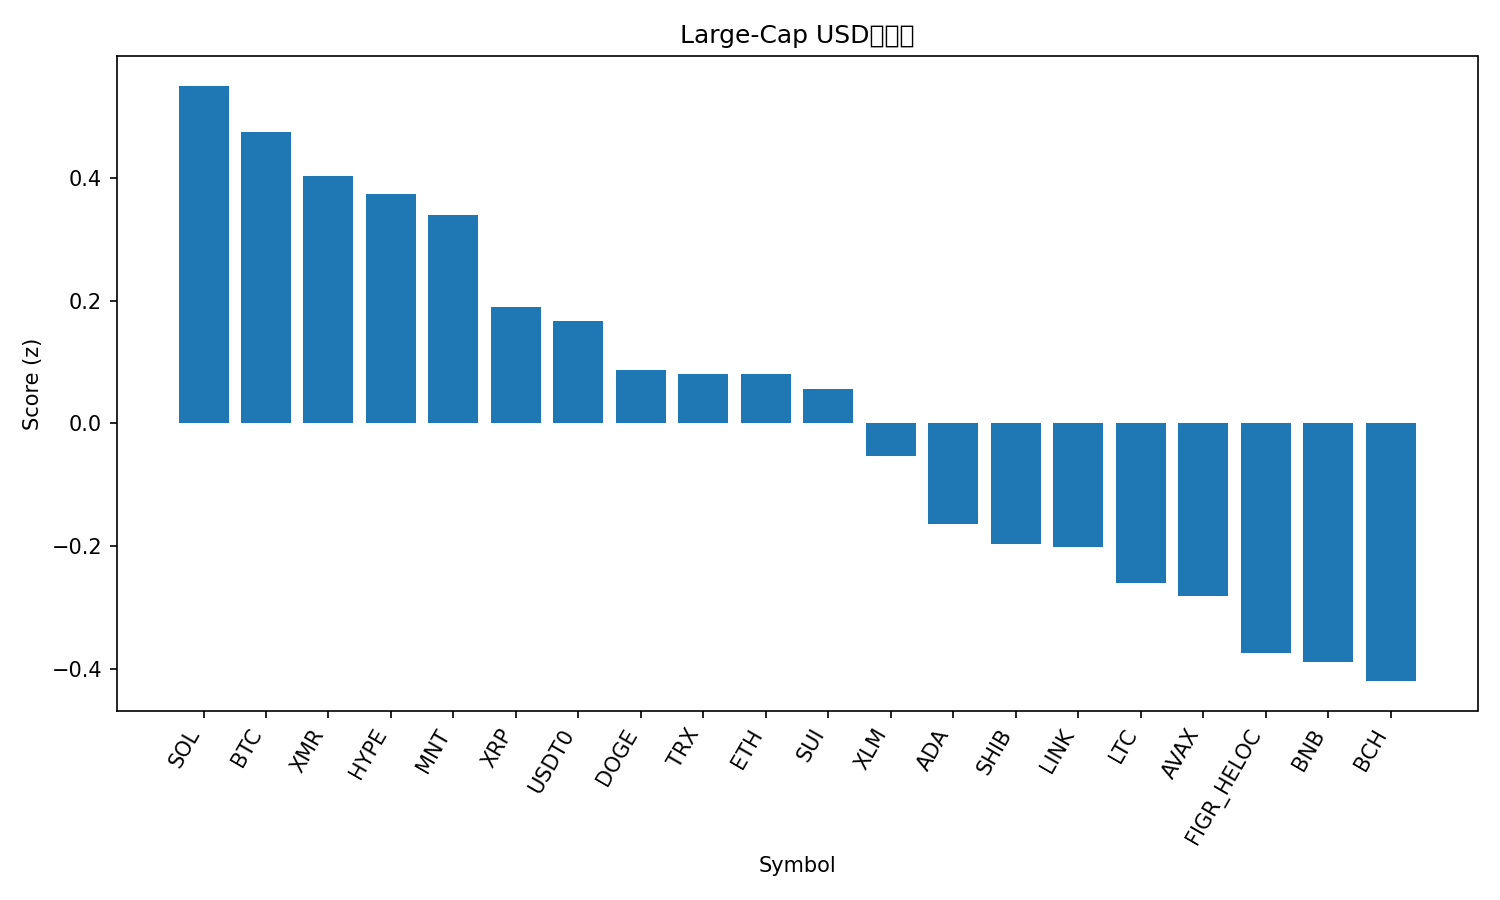 Large-Cap USD
Score (z)
0.4
0.2
0.0
−0.2
−0.4
SOL
BTC
XMR
HYPE
MNT
XRP
USDT0
DOGE
TRX
ETH
SUI
XLM
ADA
SHIB
LINK
LTC
AVAX
FIGR_HELOC
BNB
BCH
Symbol